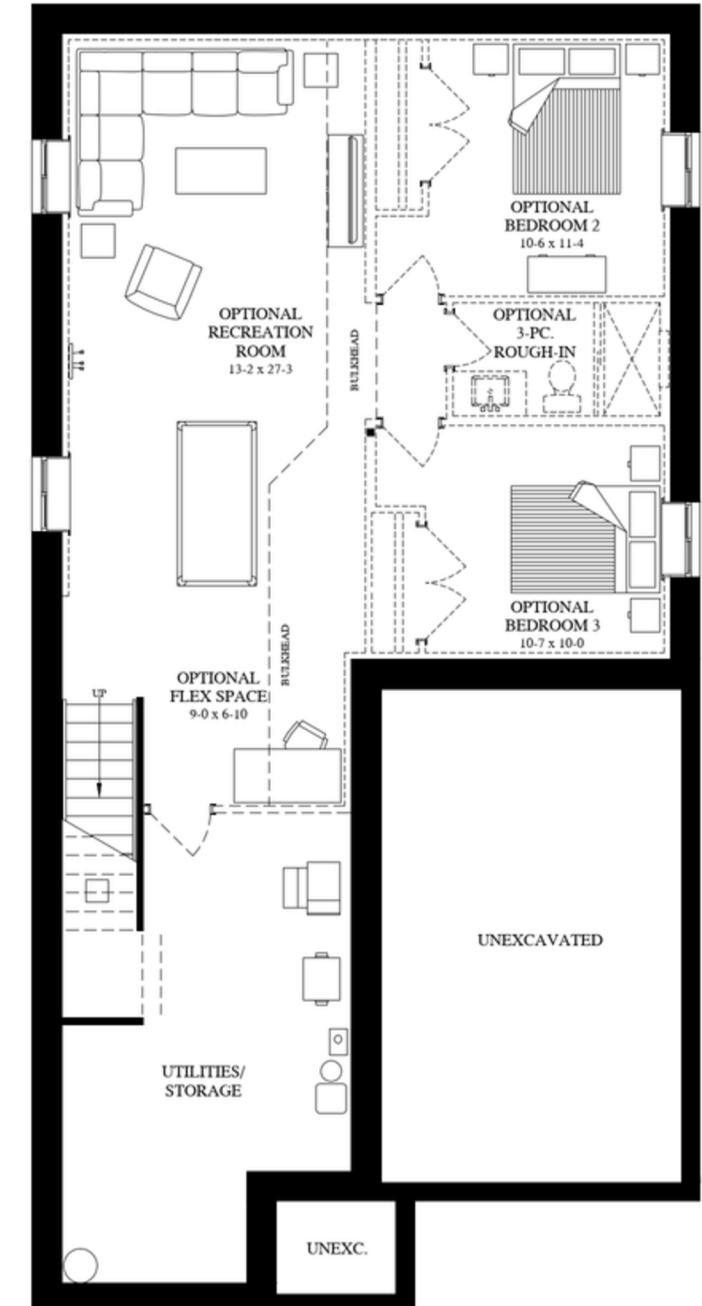 OPTIONAL
BEDROOM 2
10-6 x 11-4
OPTIONAL
RECREATION
ROOM
13-2 x 27-3
BULKHEAD
OPTIONAL
3-PC.
ROUGH-IN
OPTIONAL
BEDROOM 3
10-7 x 10-0
BULKHEAD
OPTIONAL
FLEX SPACE
9-0 x 6-10
UP
UNEXCAVATED
UTILITIES/
STORAGE
UNEXC.